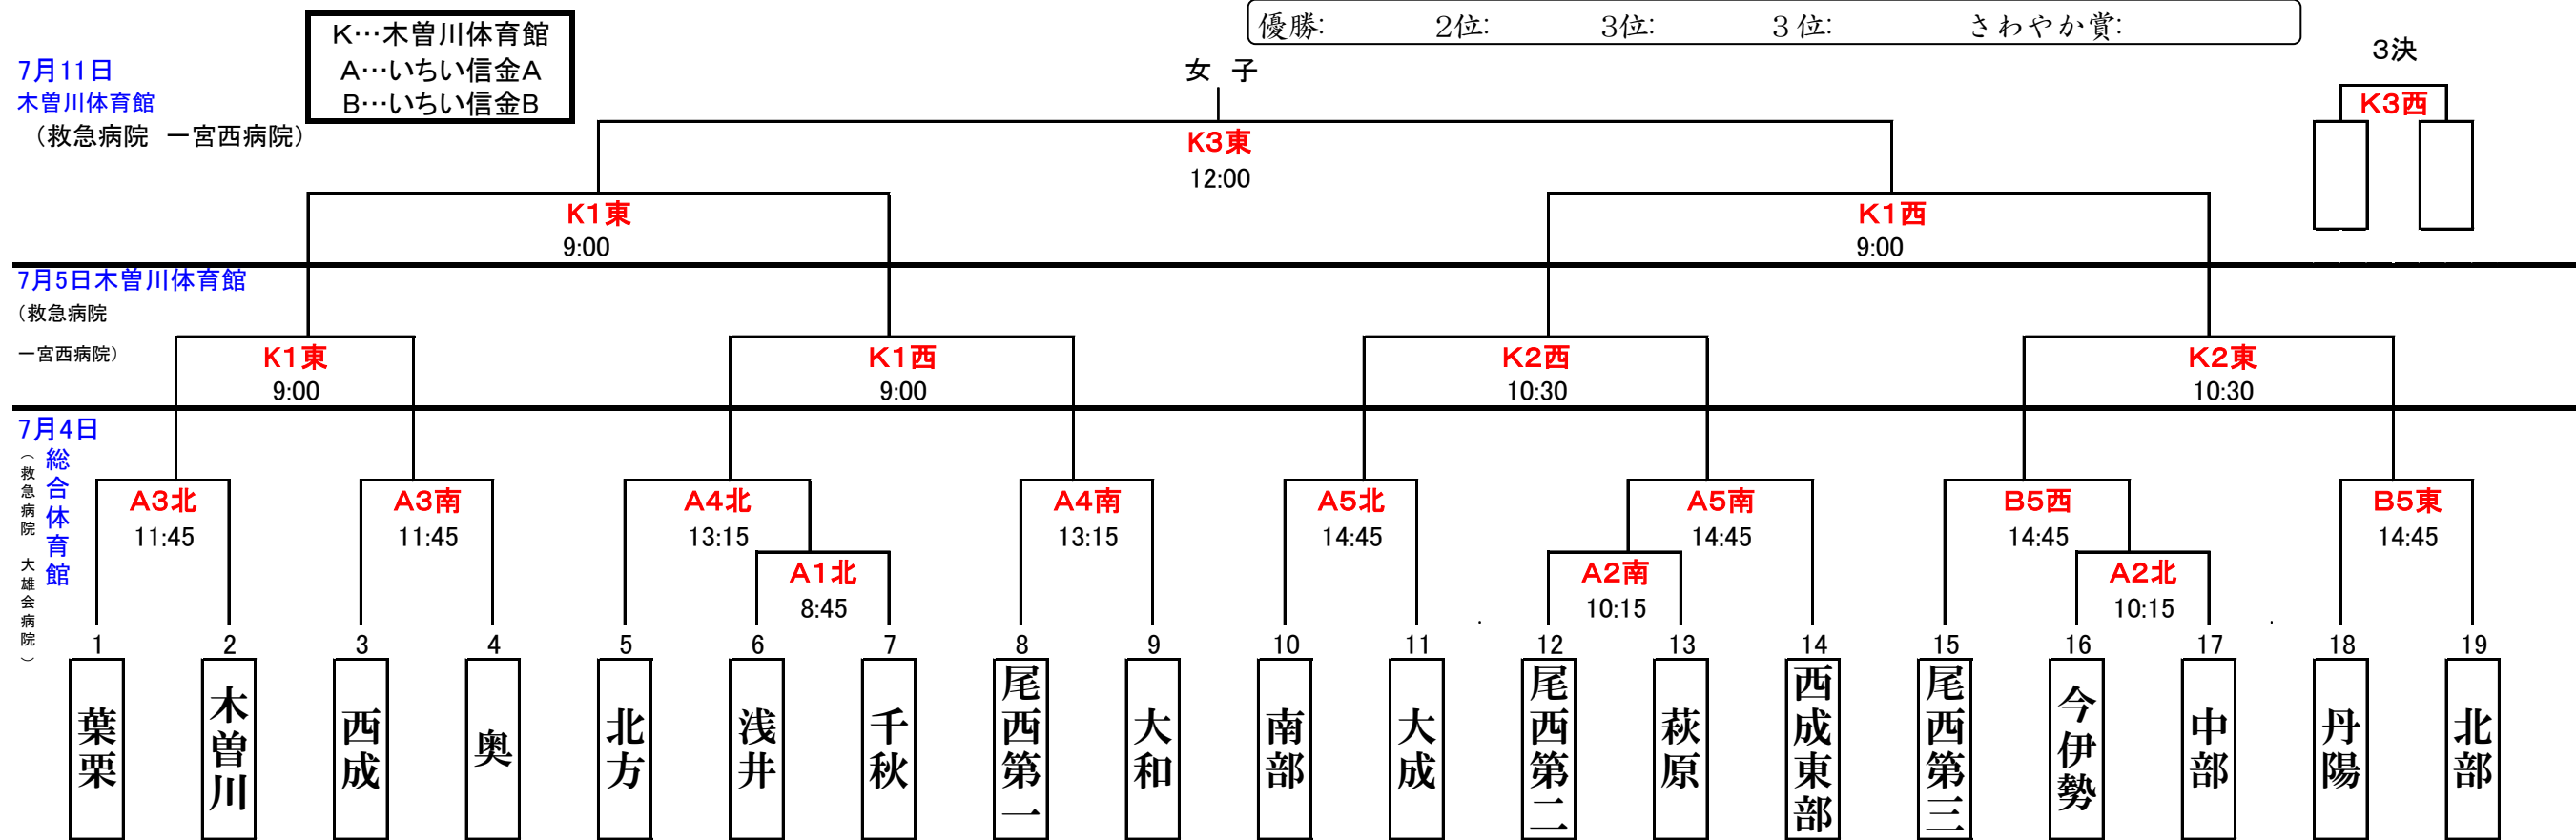 優勝: 2位: 3位: 3位: さわやか賞:
K…木曽川体育館
A…いちい信金A
B…いちい信金B
7月11日
木曽川体育館
（救急病院 一宮西病院）
女 子
3決
K3西
K3東
12:00
K1東
9:00
K1西
9:00
7月5日木曽川体育館
（救急病院
一宮西病院）
K1東
9:00
K1西
9:00
K2西
10:30
K2東
10:30
7月4日
総合体育館
（救急病院 大雄会病院）
A3北
11:45
A3南
11:45
A4北
13:15
A4南
13:15
A5北
14:45
A5南
14:45
B5西
14:45
B5東
14:45
A1北
8:45
A2南
10:15
A2北
10:15
1 2 3 4 5 6 7 8 9 10 11 12 13 14 15 16 17 18 19
葉栗
木曽川
西成
奥
北方
浅井
千秋
尾西第一
大和
南部
大成
尾西第二
萩原
西成東部
尾西第三
今伊勢
中部
丹陽
北部